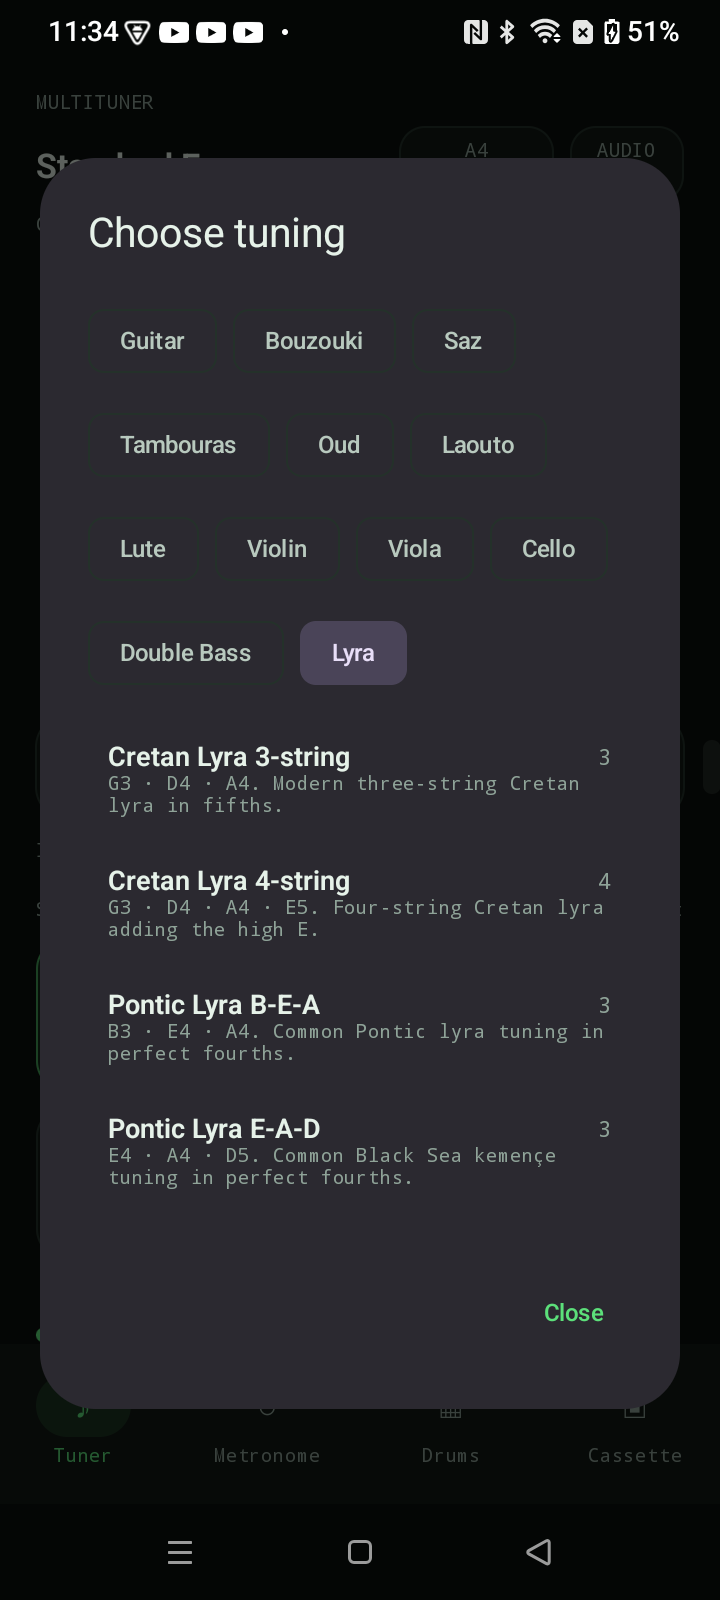 11:34
51%
MULTITUNER
A4
AUDIO
Choose tuning
Guitar
Bouzouki
Saz
Tambouras
Oud
Laouto
Lute
Violin
Viola
Cello
Double Bass
Lyra
Cretan Lyra 3-string
3
G3 · D4 · A4. Modern three-string Cretan
lyra in fifths.
Cretan Lyra 4-string
4
G3 · D4 · A4 · E5. Four-string Cretan lyra
adding the high E.
Pontic Lyra B-E-A
3
B3 · E4 · A4. Common Pontic lyra tuning in
perfect fourths.
Pontic Lyra E-A-D
3
E4 · A4 · D5. Common Black Sea kemençe
tuning in perfect fourths.
Close
Tuner
Metronome
Drums
Cassette